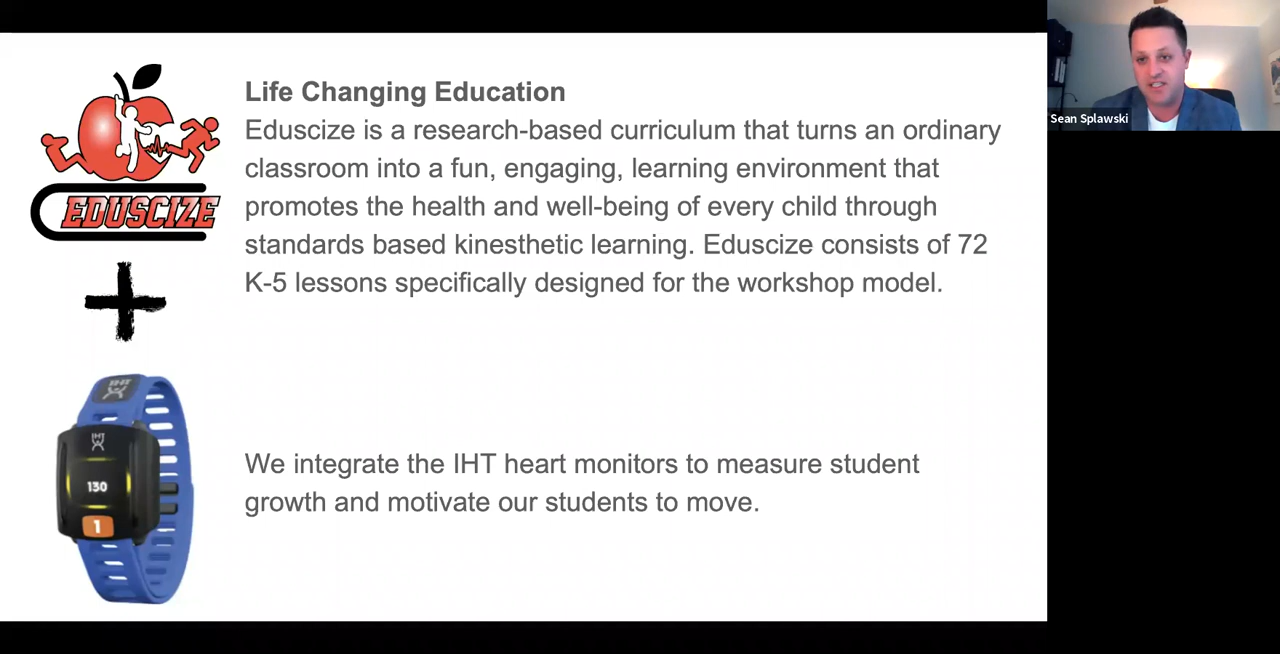 Life Changing Education
Eduscize is a research-based curriculum that turns an ordinary
classroom into a fun, engaging, learning environment that
promotes the health and well-being of every child through
standards based kinesthetic learning. Eduscize consists of 72
K-5 lessons specifically designed for the workshop model.
EDUSCIZE
IHT
IHT
130
1
We integrate the IHT heart monitors to measure student
growth and motivate our students to move.
Sean Splawski